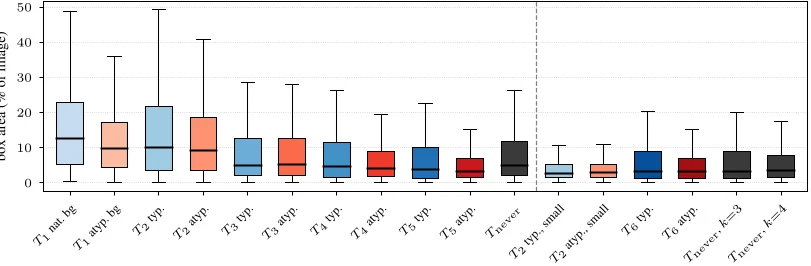 box area (% of image)
50
40
30
20
10
0
T1 nat. bg
T1 atyp. bg
T2 typ.
T2 atyp.
T3 typ.
T3 atyp.
T4 typ.
T4 atyp.
T5 typ.
T5 atyp.
Tnever
T2 typ., small
T2 atyp., small
T6 typ.
T6 atyp.
Tnever, k=3
Tnever, k=4